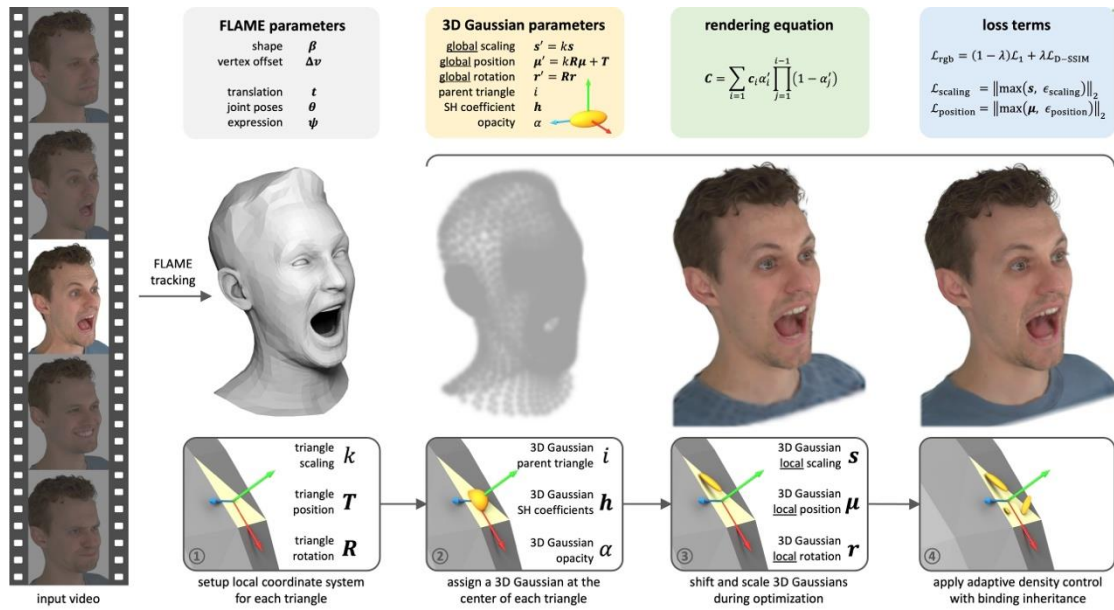 FLAME parameters
shape β
vertex offset Δv
translation t
joint poses θ
expression ψ
3D Gaussian parameters
global scaling s′ = ks
global position μ′ = kRμ + T
global rotation r′ = Rr
parent triangle i
SH coefficient h
opacity α
rendering equation
C = ∑_{i=1} c_i α′_i ∏_{j=1}^{i-1} (1 − α′_j)
loss terms
ℒ_rgb = (1 − λ)ℒ_1 + λℒ_D-SSIM
ℒ_scaling = ‖max(s, ϵ_scaling)‖_2
ℒ_position = ‖max(μ, ϵ_position)‖_2
FLAME
tracking
input video
triangle
scaling k
triangle
position T
triangle
rotation R
1
setup local coordinate system
for each triangle
3D Gaussian
parent triangle i
3D Gaussian
SH coefficients h
3D Gaussian
opacity α
2
assign a 3D Gaussian at the
center of each triangle
3D Gaussian
local scaling s
3D Gaussian
local position μ
3D Gaussian
local rotation r
3
shift and scale 3D Gaussians
during optimization
4
apply adaptive density control
with binding inheritance